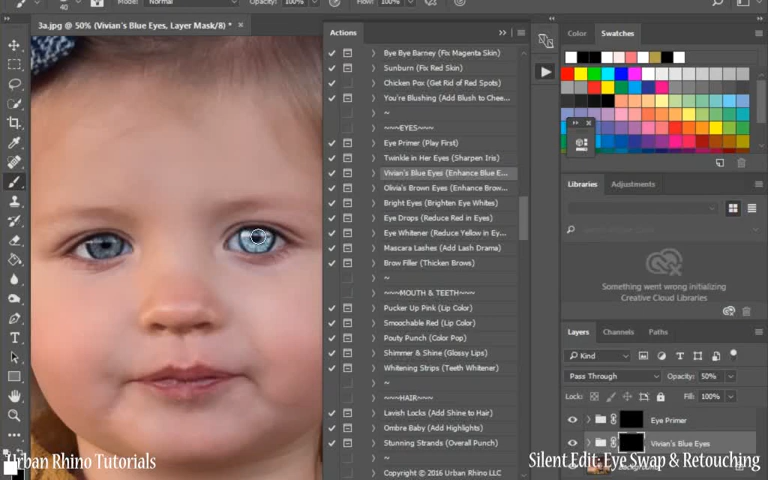 Mode: Normal Opacity: 100% Flow: 100%
3a.jpg @ 50% (Vivian's Blue Eyes, Layer Mask/8) * ×
Actions
Bye Bye Barney (Fix Magenta Skin)
Sunburn (Fix Red Skin)
Chicken Pox (Get Rid of Red Spots)
You're Blushing (Add Blush to Chee...
~
~~~EYES~~~
Eye Primer (Play First)
Twinkle in Her Eyes (Sharpen Iris)
Vivian's Blue Eyes (Enhance Blue E...
Olivia's Brown Eyes (Enhance Brow...
Bright Eyes (Brighten Eye Whites)
Eye Drops (Reduce Red in Eyes)
Eye Whitener (Reduce Yellow in Ey...
Mascara Lashes (Add Lash Drama)
Brow Filler (Thicken Brows)
~
~~~MOUTH & TEETH~~~
Pucker Up Pink (Lip Color)
Smoochable Red (Lip Color)
Pouty Punch (Color Pop)
Shimmer & Shine (Glossy Lips)
Whitening Strips (Teeth Whitener)
~
~~~HAIR~~~
Lavish Locks (Add Shine to Hair)
Ombre Baby (Add Highlights)
Stunning Strands (Overall Punch)
~
Copyright © 2016 Urban Rhino LLC
Color Swatches
Libraries Adjustments
Something went wrong initializing
Creative Cloud Libraries
Layers Channels Paths
Kind
Pass Through Opacity: 50%
Lock: Fill: 100%
Eye Primer
Vivian's Blue Eyes
Background
Urban Rhino Tutorials
Silent Edit: Eye Swap & Retouching